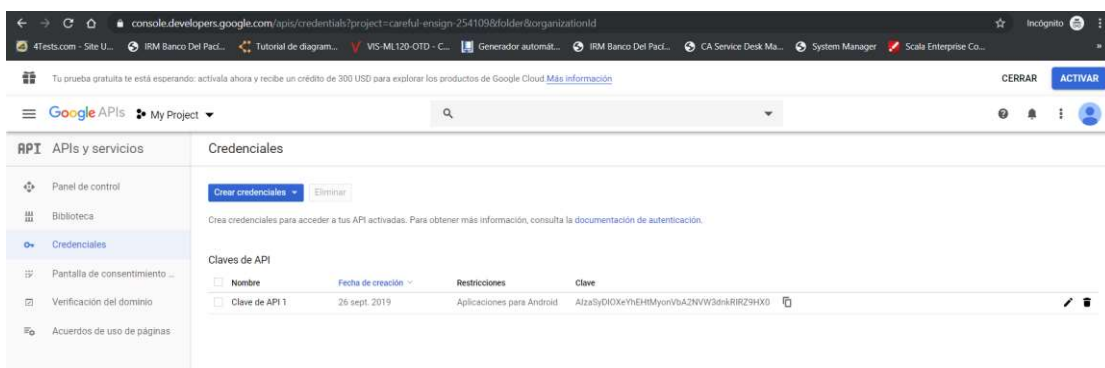 console.developers.google.com/apis/credentials?project=careful-ensign-254109&folder&organizationId Incógnito
4Tests.com - Site U... IRM Banco Del Pací... Tutorial de diagram... VIS-ML120-OTD - C... Generador automát... IRM Banco Del Pací... CA Service Desk Ma... System Manager Scala Enterprise Co... »
Tu prueba gratuita te está esperando: actívala ahora y recibe un crédito de 300 USD para explorar los productos de Google Cloud. Más información CERRAR ACTIVAR
Google APIs My Project
API APIs y servicios Credenciales
Panel de control
Crear credenciales Eliminar
Biblioteca
Crea credenciales para acceder a tus API activadas. Para obtener más información, consulta la documentación de autenticación.
Credenciales
Claves de API
Pantalla de consentimiento ...
Nombre Fecha de creación Restricciones Clave
Verificación del dominio
Clave de API 1 26 sept. 2019 Aplicaciones para Android
Acuerdos de uso de páginas